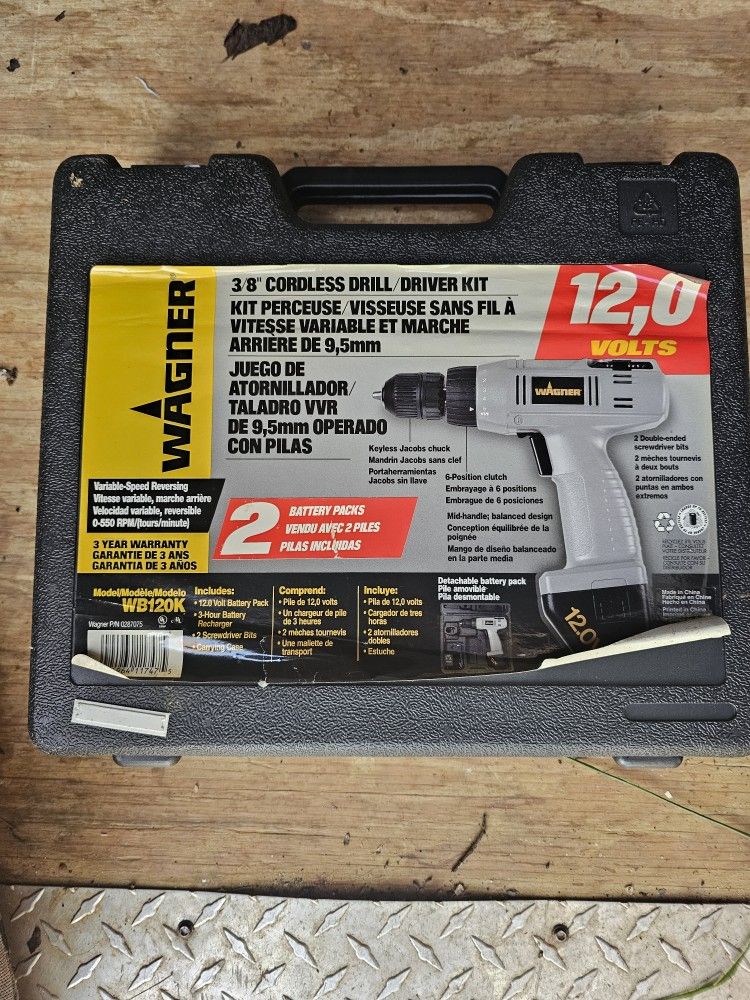 WAGNER
3/8" CORDLESS DRILL/DRIVER KIT
KIT PERCEUSE/VISSEUSE SANS FIL À
VITESSE VARIABLE ET MARCHE
ARRIÈRE DE 9,5mm
JUEGO DE
ATORNILLADOR/
TALADRO VVR
DE 9,5mm OPERADO
CON PILAS
12,0
VOLTS
WAGNER
Keyless Jacobs chuck
Mandrin Jacobs sans clef
Portaherramientas
Jacobs sin llave
6-Position clutch
Embrayage à 6 positions
Embrague de 6 posiciones
Mid-handle; balanced design
Conception équilibrée de la
poignée
Mango de diseño balanceado
en la parte media
2 Double-ended
screwdriver bits
2 mèches tournevis
à deux bouts
2 atornilladores con
puntas en ambos
extremos
Variable-Speed Reversing
Vitesse variable, marche arrière
Velocidad variable, reversible
0-550 RPM/(tours/minute)
3 YEAR WARRANTY
GARANTIE DE 3 ANS
GARANTIA DE 3 AÑOS
2
BATTERY PACKS
VENDU AVEC 2 PILES
PILAS INCLUIDAS
Model/Modèle/Modelo
WB120K
Wagner P/N 0287075
Includes:
• 12.0 Volt Battery Pack
• 3-Hour Battery
Recharger
• 2 Screwdriver Bits
• Carrying Case
Comprend:
• Pile de 12,0 volts
• Un chargeur de pile
de 3 heures
• 2 mèches tournevis
• Une mallette de
transport
Incluye:
• Pila de 12,0 volts
• Cargador de tres
horas
• 2 atornilladores
dobles
• Estuche
Detachable battery pack
Pile amovible
Pila desmontable
12.0
Made in China
Fabriqué en Chine
Hecho en China
Printed in China